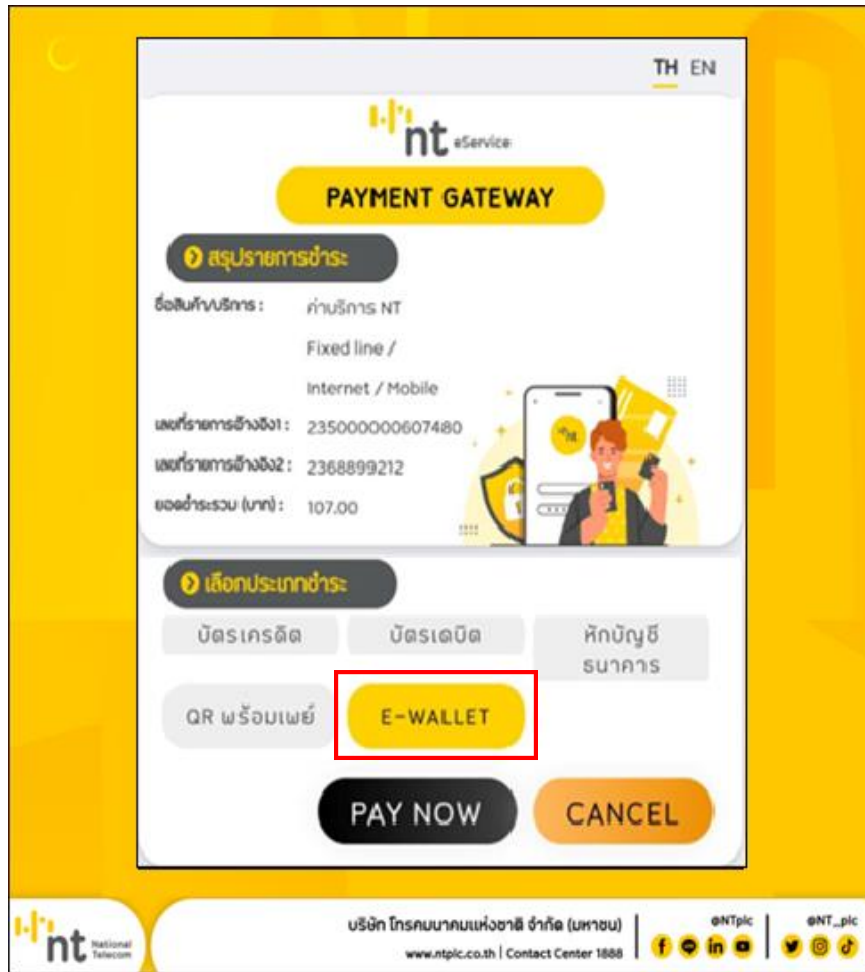 TH EN
nt eService
PAYMENT GATEWAY
สรุปรายการชำระ
ชื่อสินค้า/บริการ : ค่าบริการ NT
Fixed line /
Internet / Mobile
เลขที่รายการอ้างอิง1 : 235000000607480
เลขที่รายการอ้างอิง2 : 2368899212
ยอดชำระรวม (บาท) : 107.00
nt
เลือกประเภทชำระ
บัตรเครดิต บัตรเดบิต หักบัญชี
ธนาคาร
QR พร้อมเพย์ E-WALLET
PAY NOW CANCEL
nt National
Telecom
บริษัท โทรคมนาคมแห่งชาติ จำกัด (มหาชน)
www.ntplc.co.th | Contact Center 1888
@NTplc
@NT_plc